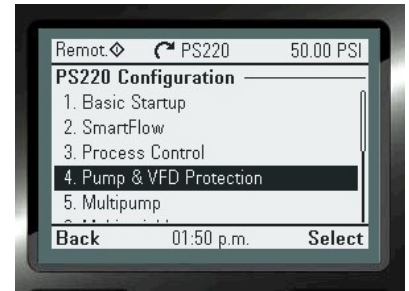 Remot. PS220 50.00 PSI
PS220 Configuration
1. Basic Startup
2. SmartFlow
3. Process Control
4. Pump & VFD Protection
5. Multipump
Back 01:50 p.m. Select